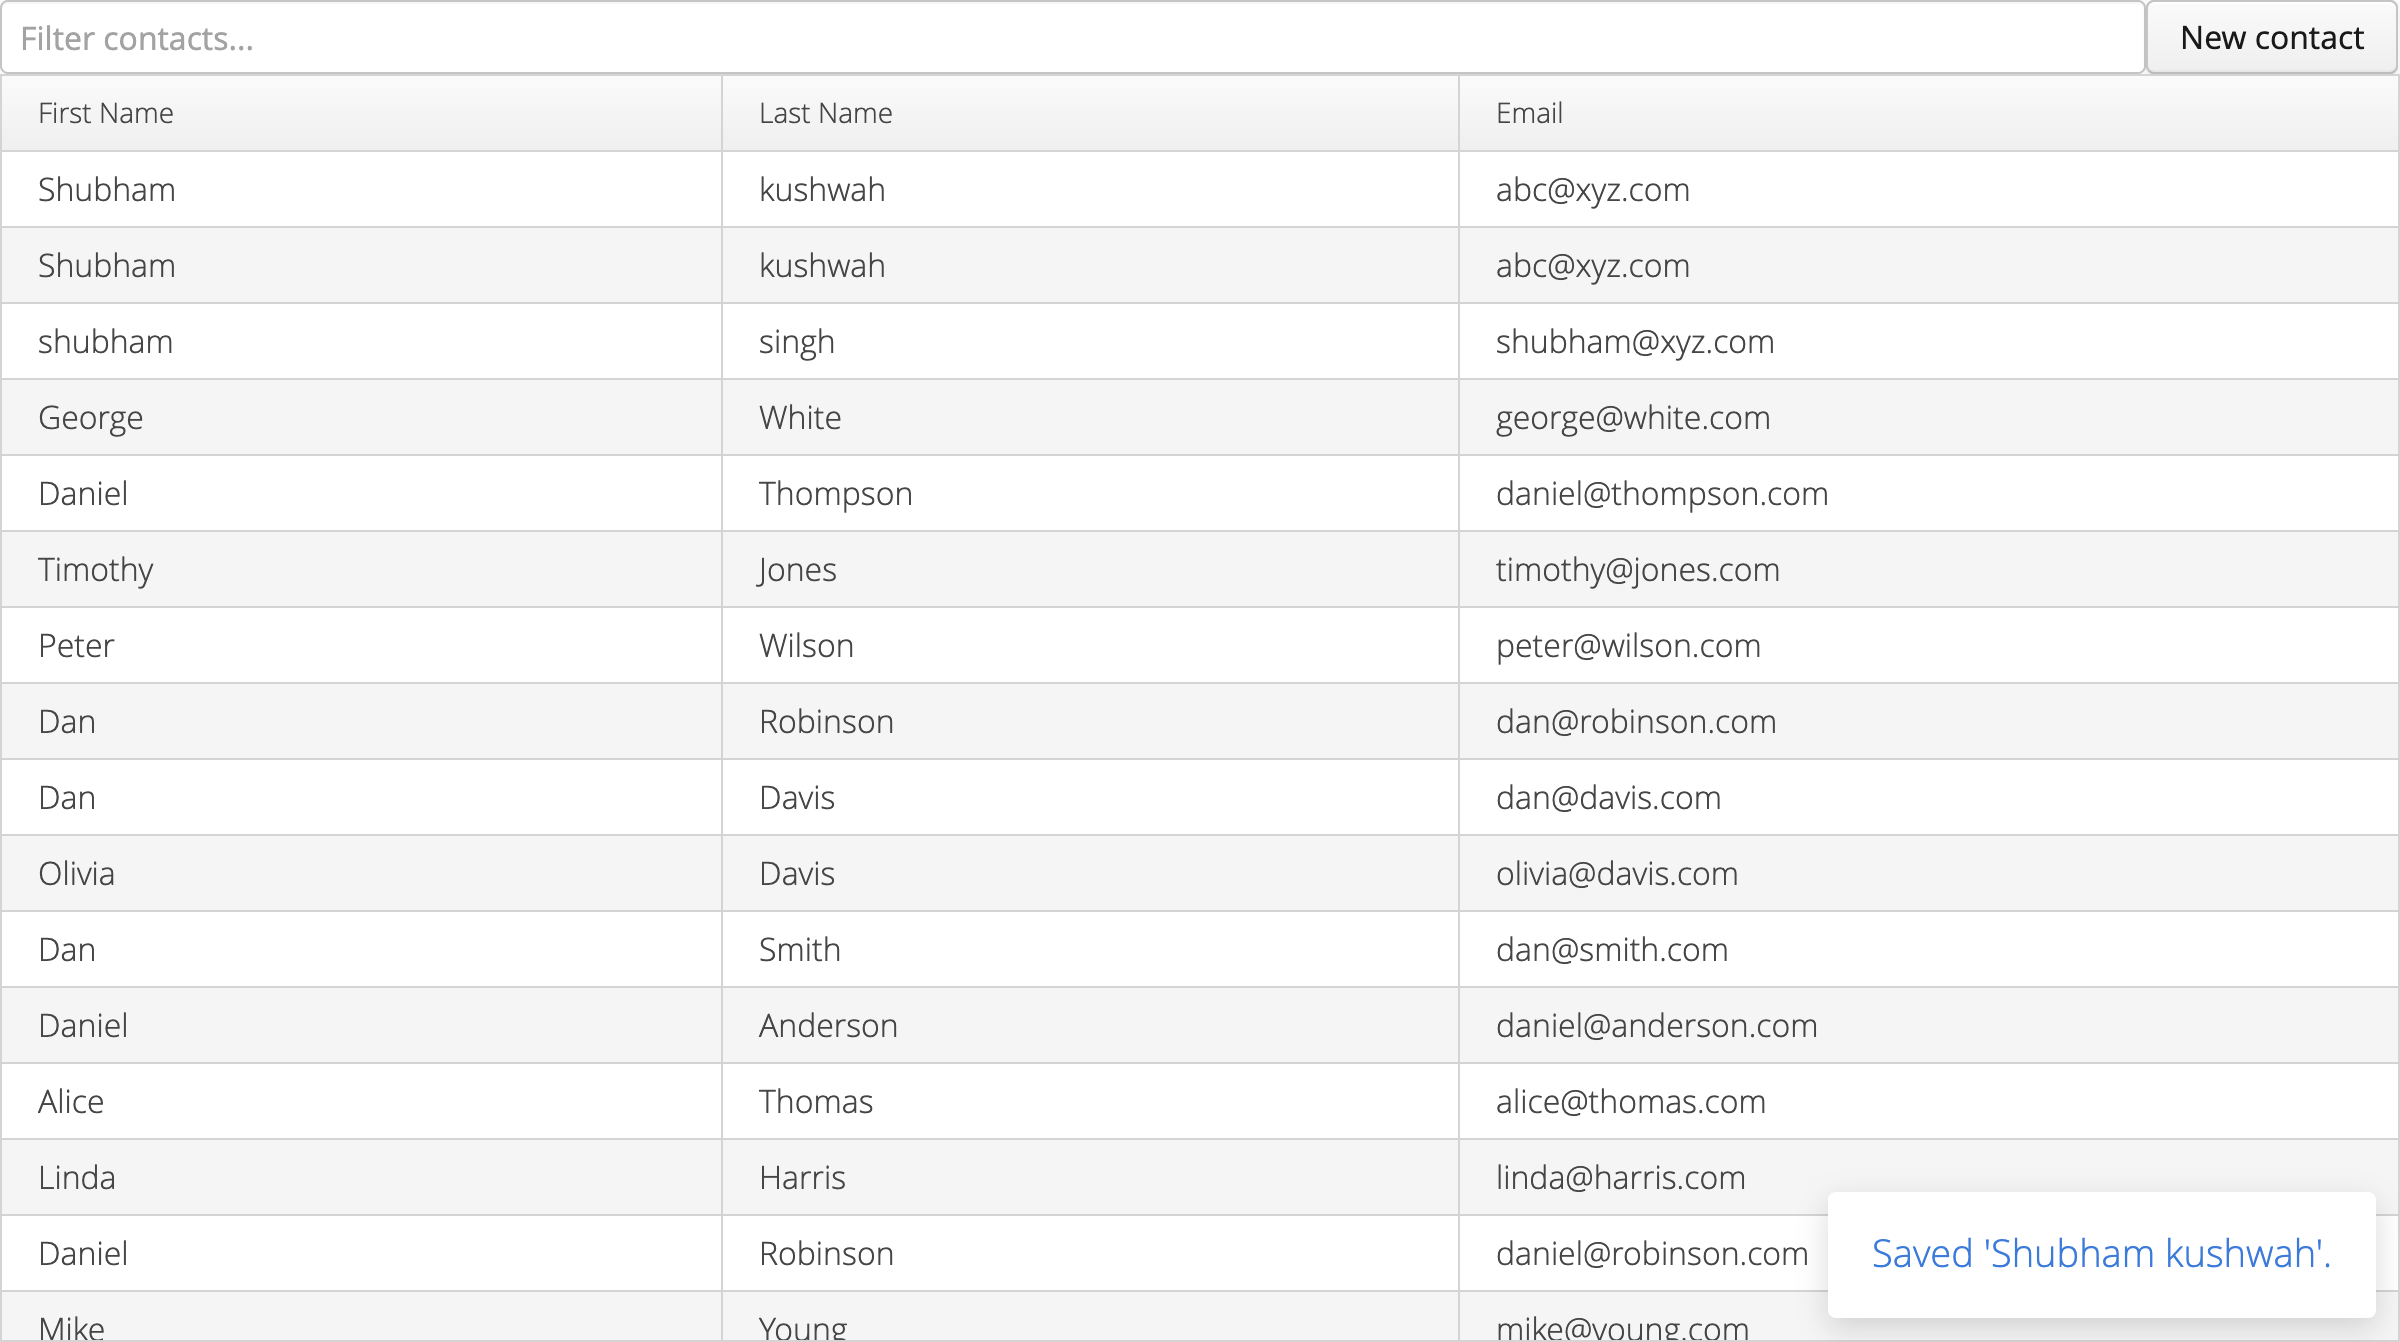 Filter contacts... New contact
First Name Last Name Email
Shubham kushwah abc@xyz.com
Shubham kushwah abc@xyz.com
shubham singh shubham@xyz.com
George White george@white.com
Daniel Thompson daniel@thompson.com
Timothy Jones timothy@jones.com
Peter Wilson peter@wilson.com
Dan Robinson dan@robinson.com
Dan Davis dan@davis.com
Olivia Davis olivia@davis.com
Dan Smith dan@smith.com
Daniel Anderson daniel@anderson.com
Alice Thomas alice@thomas.com
Linda Harris linda@harris.com
Daniel Robinson daniel@robinson.com
Saved 'Shubham kushwah'.
Mike Young mike@young.com